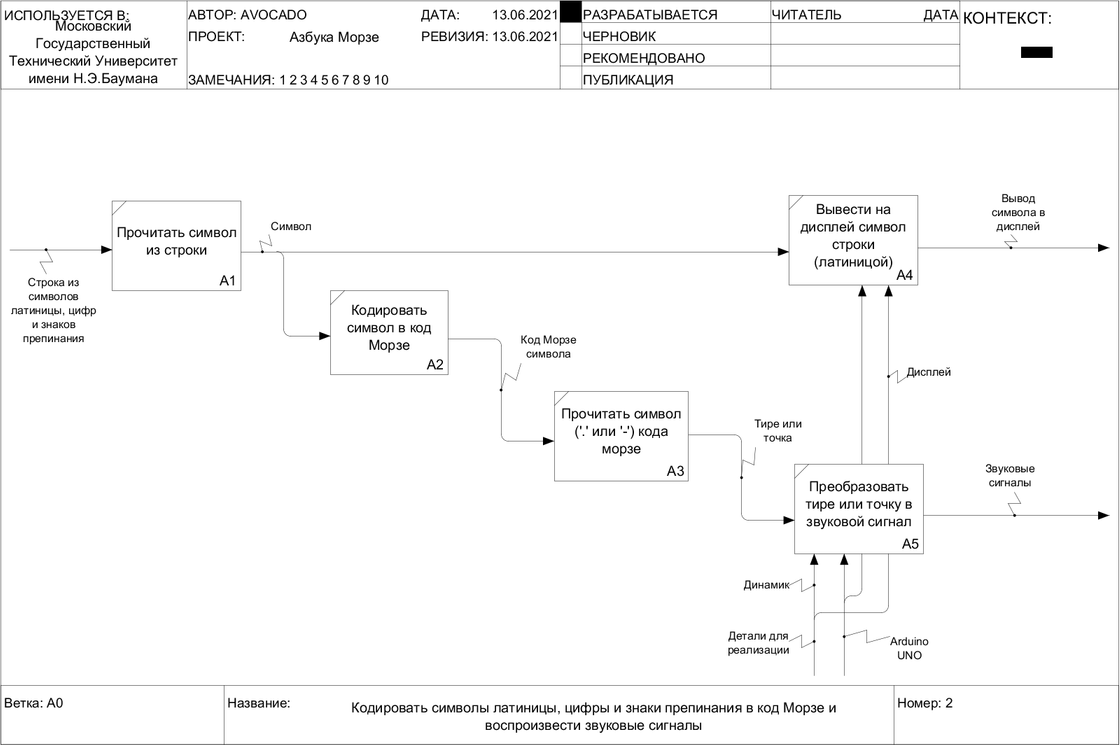 ИСПОЛЬЗУЕТСЯ В:
Московский
Государственный
Технический Университет
имени Н.Э.Баумана
АВТОР: AVOCADO
ДАТА: 13.06.2021
ПРОЕКТ: Азбука Морзе
РЕВИЗИЯ: 13.06.2021
ЗАМЕЧАНИЯ: 1 2 3 4 5 6 7 8 9 10
РАЗРАБАТЫВАЕТСЯ
ЧЕРНОВИК
РЕКОМЕНДОВАНО
ПУБЛИКАЦИЯ
ЧИТАТЕЛЬ
ДАТА
КОНТЕКСТ:
Строка из
символов
латиницы, цифр
и знаков
препинания
Прочитать символ
из строки
A1
Символ
Кодировать
символ в код
Морзе
A2
Код Морзе
символа
Прочитать символ
('.' или '-') кода
морзе
A3
Тире или
точка
Вывести на
дисплей символ
строки
(латиницой)
A4
Вывод
символа в
дисплей
Дисплей
Преобразовать
тире или точку в
звуковой сигнал
A5
Звуковые
сигналы
Динамик
Детали для
реализации
Arduino
UNO
Ветка: A0
Название:
Кодировать символы латиницы, цифры и знаки препинания в код Морзе и
воспроизвести звуковые сигналы
Номер: 2